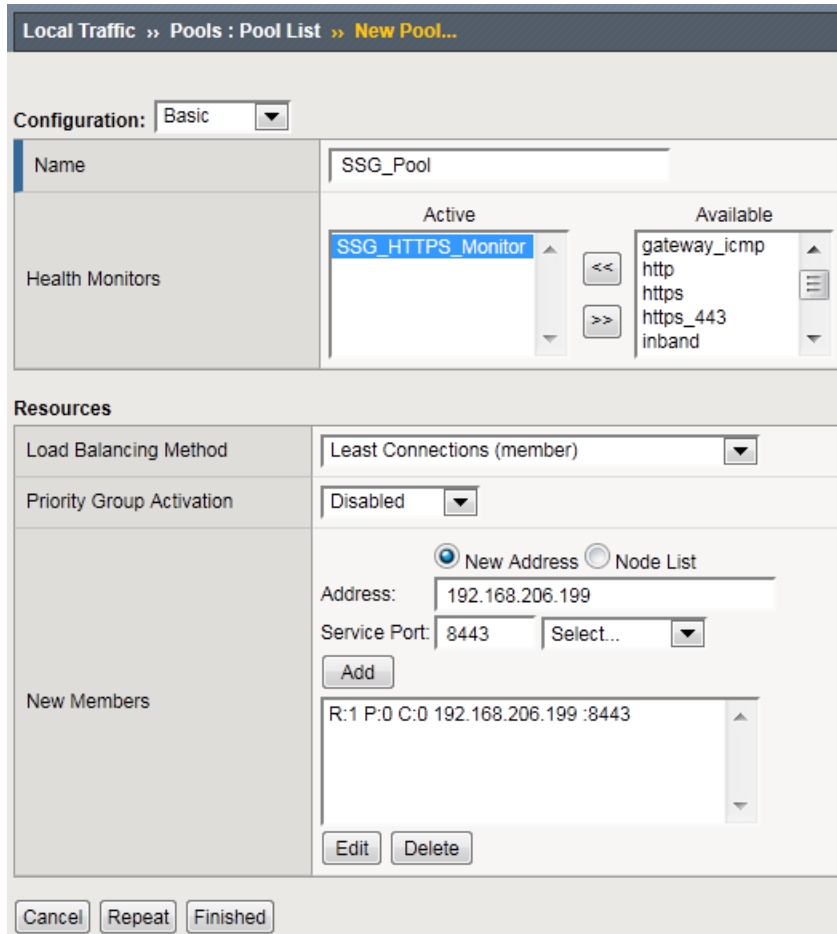 Local Traffic ›› Pools : Pool List ›› New Pool...
Configuration: Basic
Name SSG_Pool
Active Available
Health Monitors
SSG_HTTPS_Monitor
<<
>>
gateway_icmp
http
https
https_443
inband
Resources
Load Balancing Method Least Connections (member)
Priority Group Activation Disabled
New Members
New Address Node List
Address: 192.168.206.199
Service Port: 8443 Select...
Add
R:1 P:0 C:0 192.168.206.199 :8443
Edit Delete
Cancel Repeat Finished